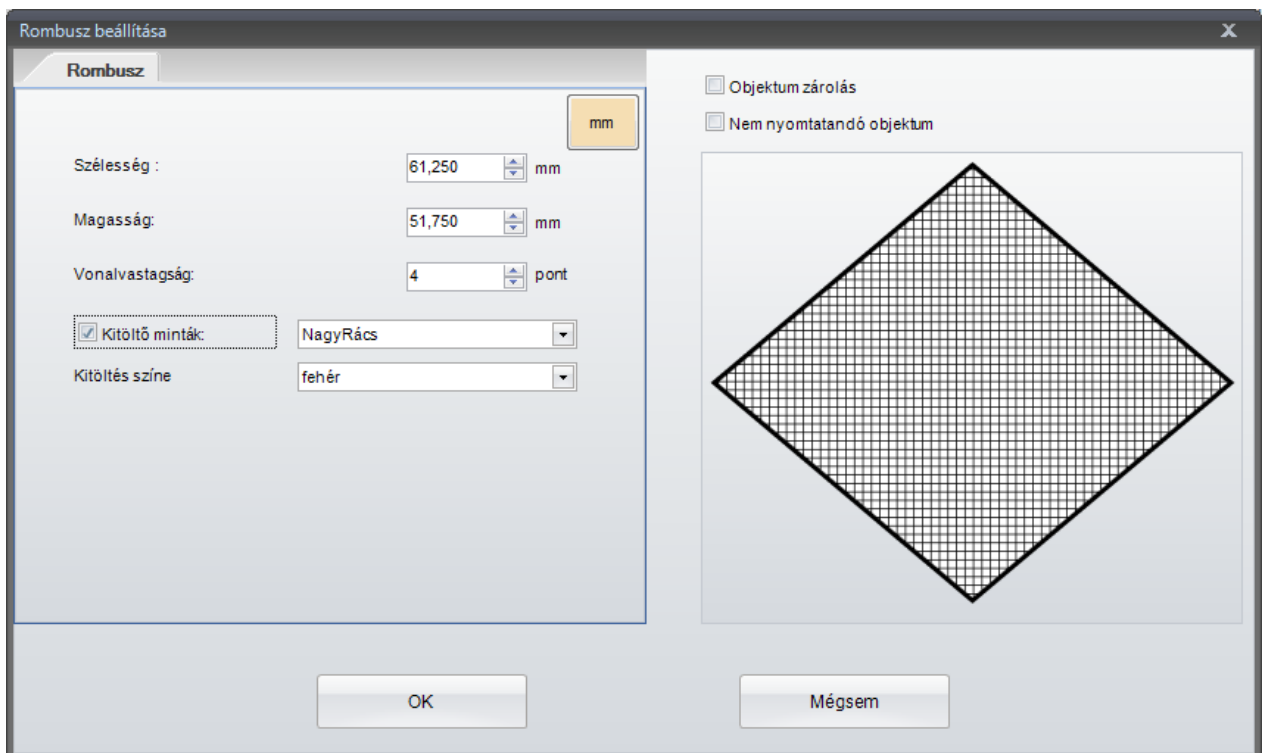 Rombusz beállítása
X
Rombusz
mm
Szélesség :
61,250
mm
Magasság:
51,750
mm
Vonalvastagság:
4
pont
Kitöltő minták:
NagyRács
Kitöltés színe
fehér
Objektum zárolás
Nem nyomtatandó objektum
OK
Mégsem